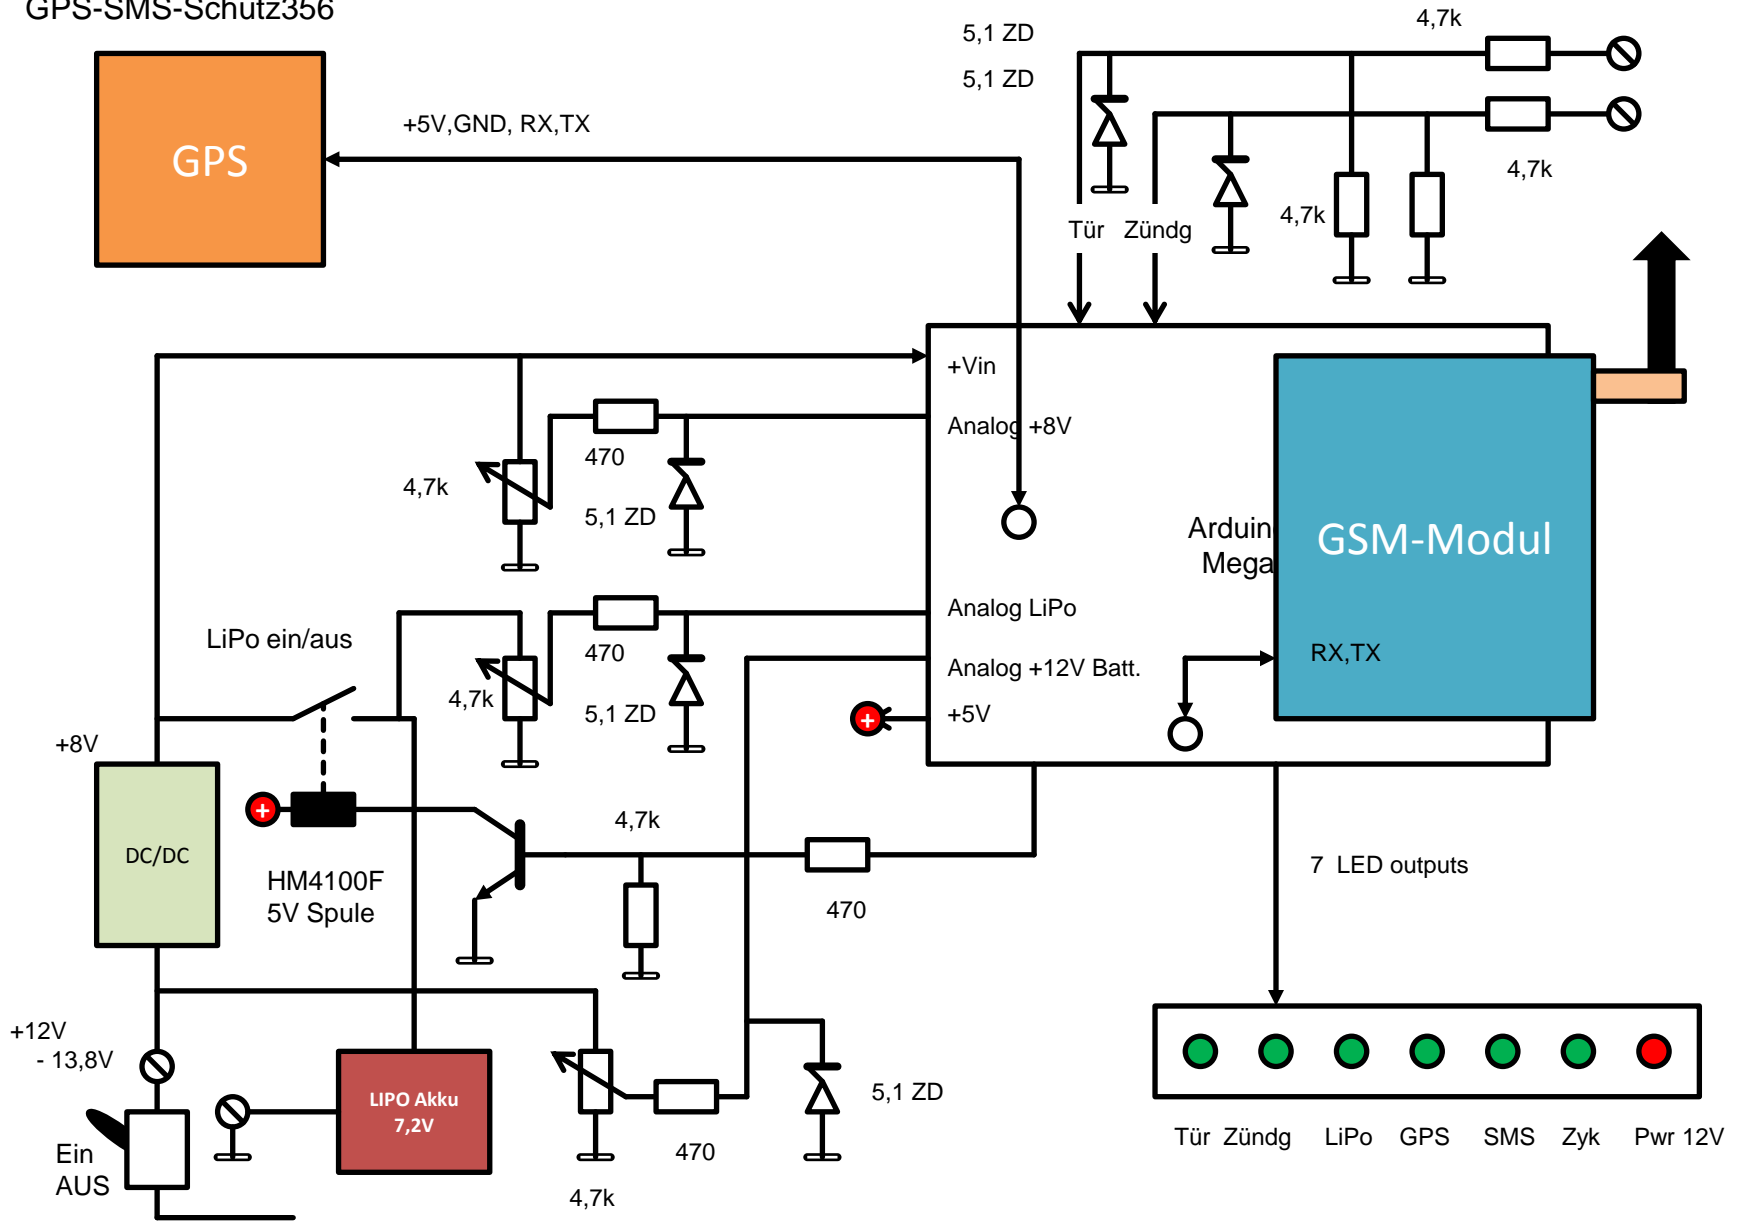 GPS-SMS-Schutz356
5,1 ZD
4,7k
5,1 ZD
+5V,GND, RX,TX
GPS
4,7k
4,7k
Tür Zündg
+Vin
Analog +8V
470
4,7k
5,1 ZD
Arduin
Mega
GSM-Modul
Analog LiPo
LiPo ein/aus
470
RX,TX
Analog +12V Batt.
4,7k
5,1 ZD
+
+5V
+8V
+
4,7k
DC/DC
7 LED outputs
HM4100F
5V Spule
470
+12V
- 13,8V
LIPO Akku
7,2V
5,1 ZD
Ein
AUS
470
4,7k
Tür Zündg LiPo GPS SMS Zyk Pwr 12V